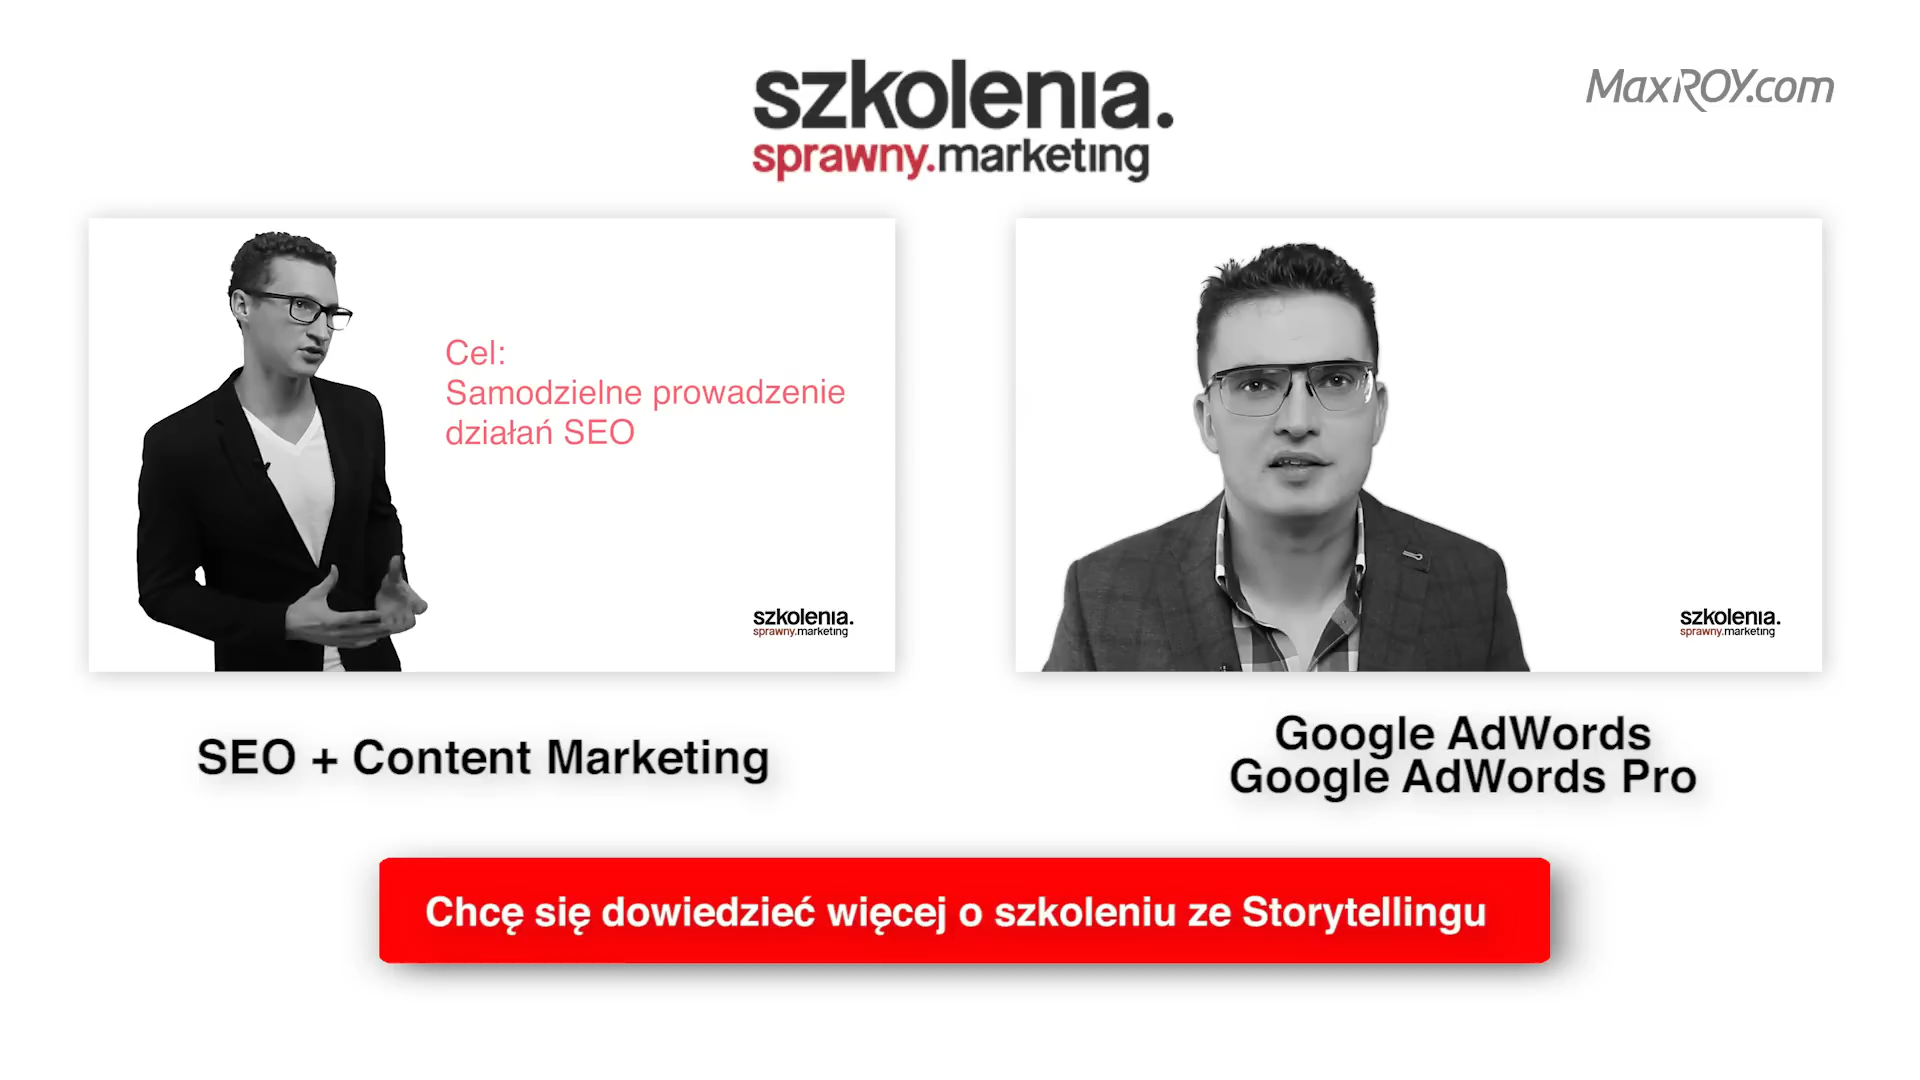 szkolenia.
sprawny.marketing
MaxROY.com
Cel:
Samodzielne prowadzenie
działań SEO
szkolenia.
sprawny.marketing
szkolenia.
sprawny.marketing
SEO + Content Marketing
Google AdWords
Google AdWords Pro
Chcę się dowiedzieć więcej o szkoleniu ze Storytellingu